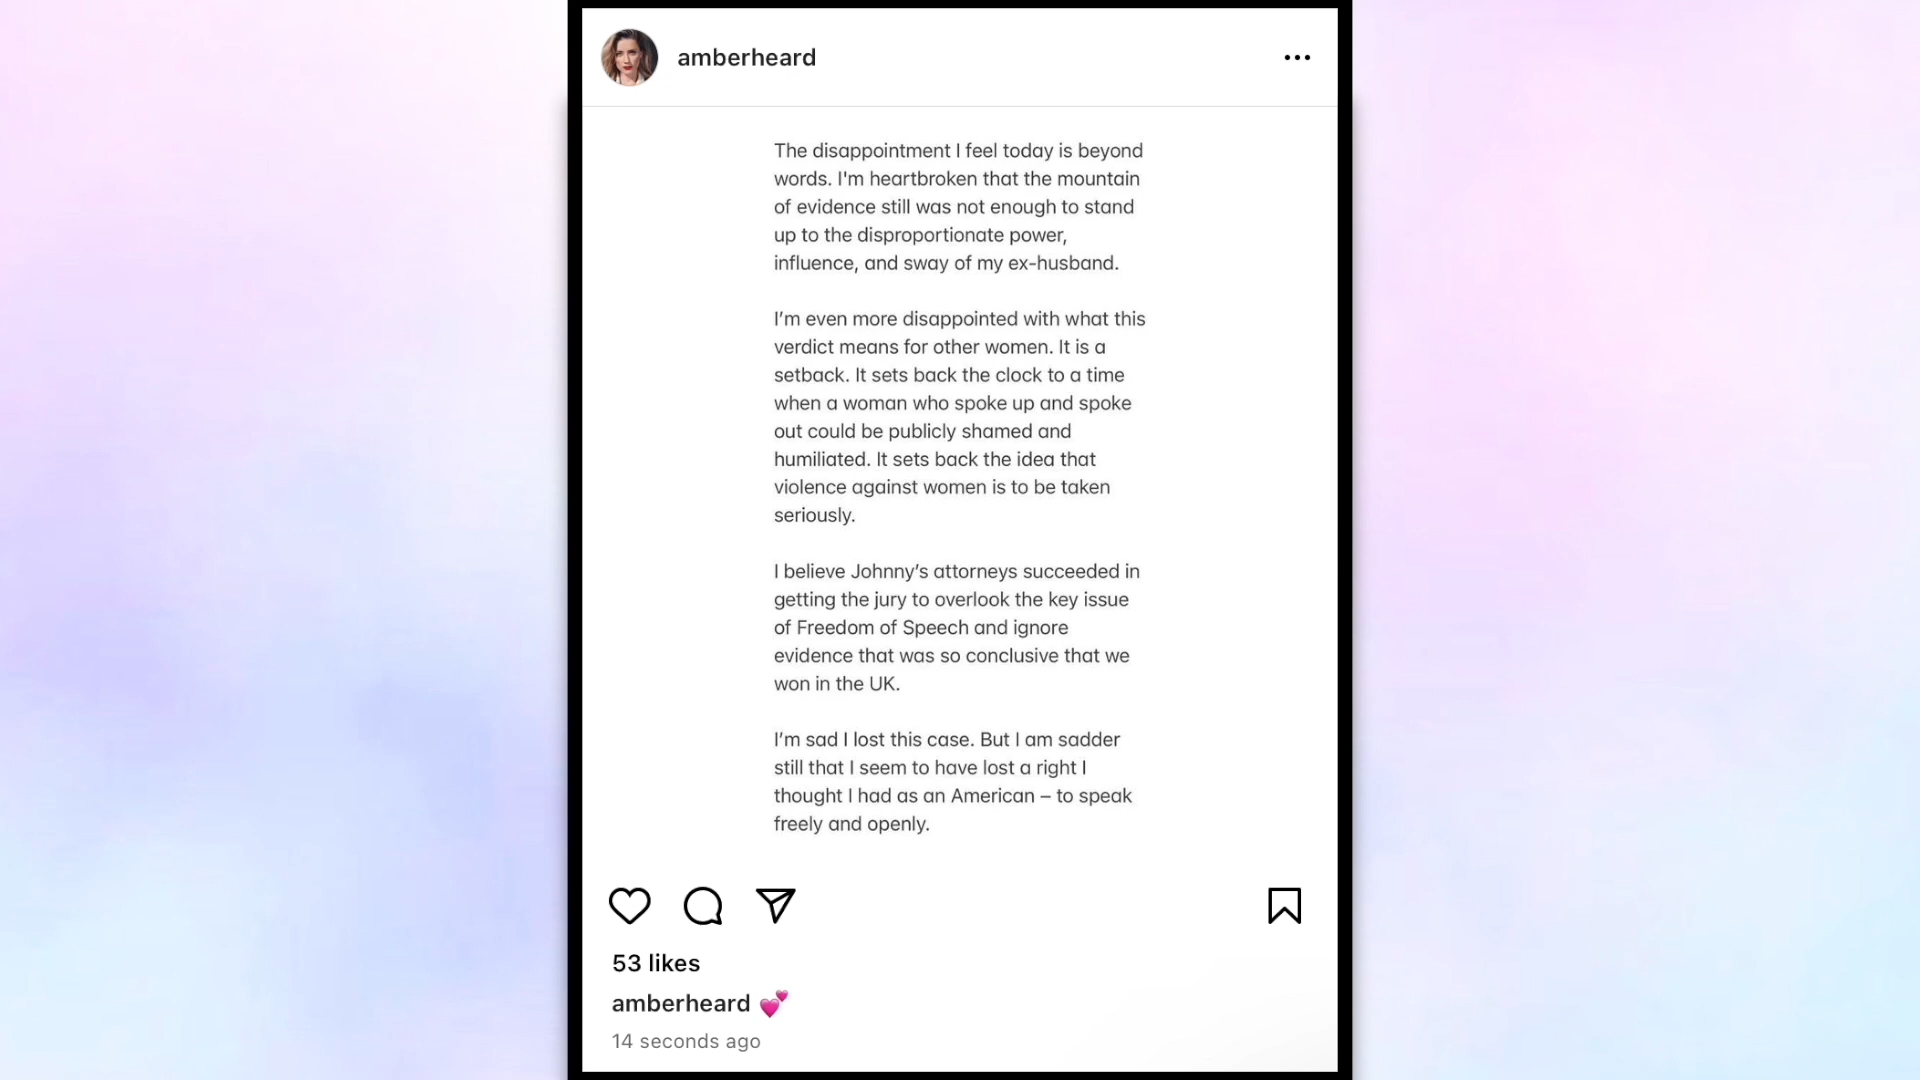 amberheard
The disappointment I feel today is beyond
words. I'm heartbroken that the mountain
of evidence still was not enough to stand
up to the disproportionate power,
influence, and sway of my ex-husband.
I’m even more disappointed with what this
verdict means for other women. It is a
setback. It sets back the clock to a time
when a woman who spoke up and spoke
out could be publicly shamed and
humiliated. It sets back the idea that
violence against women is to be taken
seriously.
I believe Johnny’s attorneys succeeded in
getting the jury to overlook the key issue
of Freedom of Speech and ignore
evidence that was so conclusive that we
won in the UK.
I’m sad I lost this case. But I am sadder
still that I seem to have lost a right I
thought I had as an American – to speak
freely and openly.
53 likes
amberheard 💕
14 seconds ago